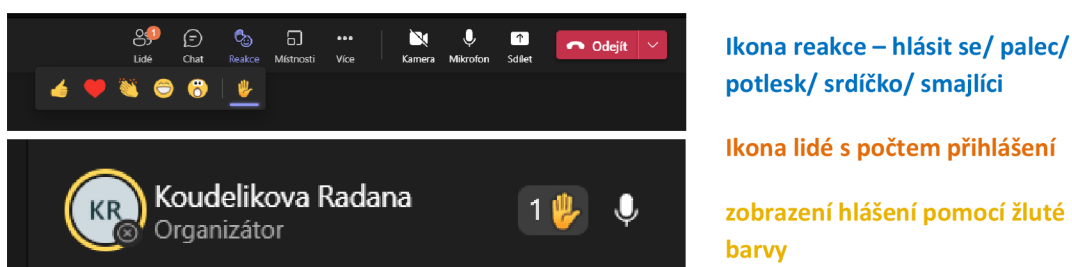 1
Lidé Chat Reakce Místnosti Více Kamera Mikrofon Sdílet Odejít
KR Koudelikova Radana
Organizátor
1
Ikona reakce – hlásit se/ palec/
potlesk/ srdíčko/ smajlíci
Ikona lidé s počtem přihlášení
zobrazení hlášení pomocí žluté
barvy